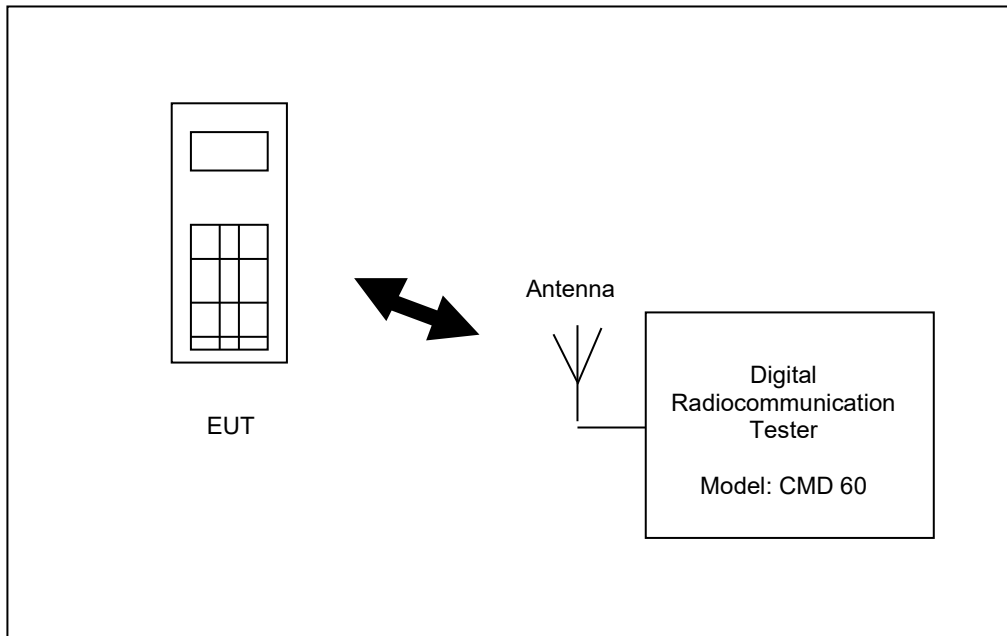 Antenna
EUT
Digital
Radiocommunication
Tester
Model: CMD 60